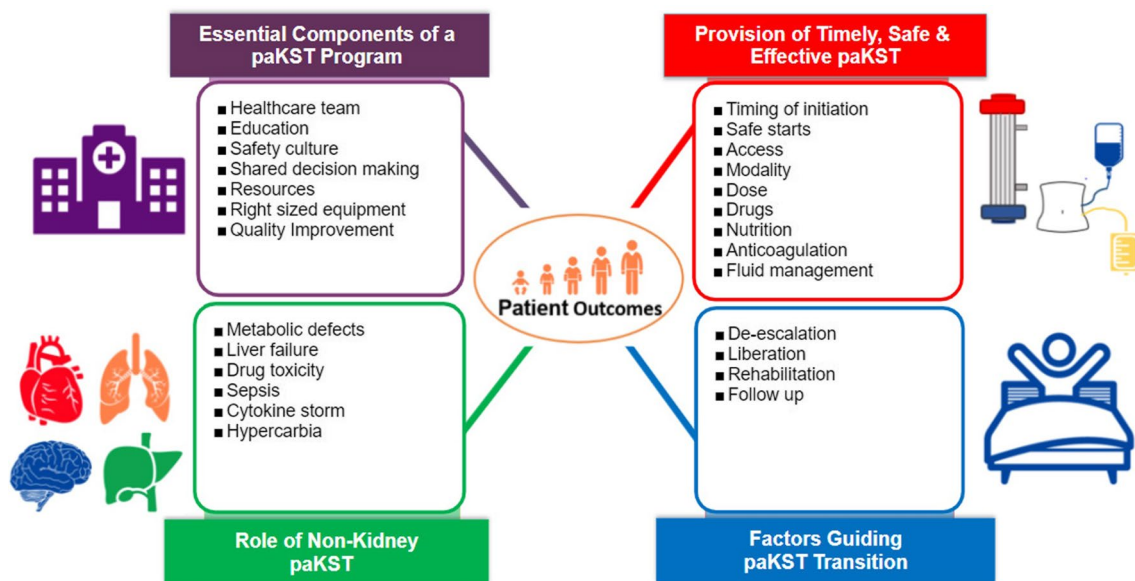 Essential Components of a
paKST Program
■ Healthcare team
■ Education
■ Safety culture
■ Shared decision making
■ Resources
■ Right sized equipment
■ Quality Improvement
Provision of Timely, Safe &
Effective paKST
■ Timing of initiation
■ Safe starts
■ Access
■ Modality
■ Dose
■ Drugs
■ Nutrition
■ Anticoagulation
■ Fluid management
Patient Outcomes
■ Metabolic defects
■ Liver failure
■ Drug toxicity
■ Sepsis
■ Cytokine storm
■ Hypercarbia
Role of Non-Kidney
paKST
■ De-escalation
■ Liberation
■ Rehabilitation
■ Follow up
Factors Guiding
paKST Transition